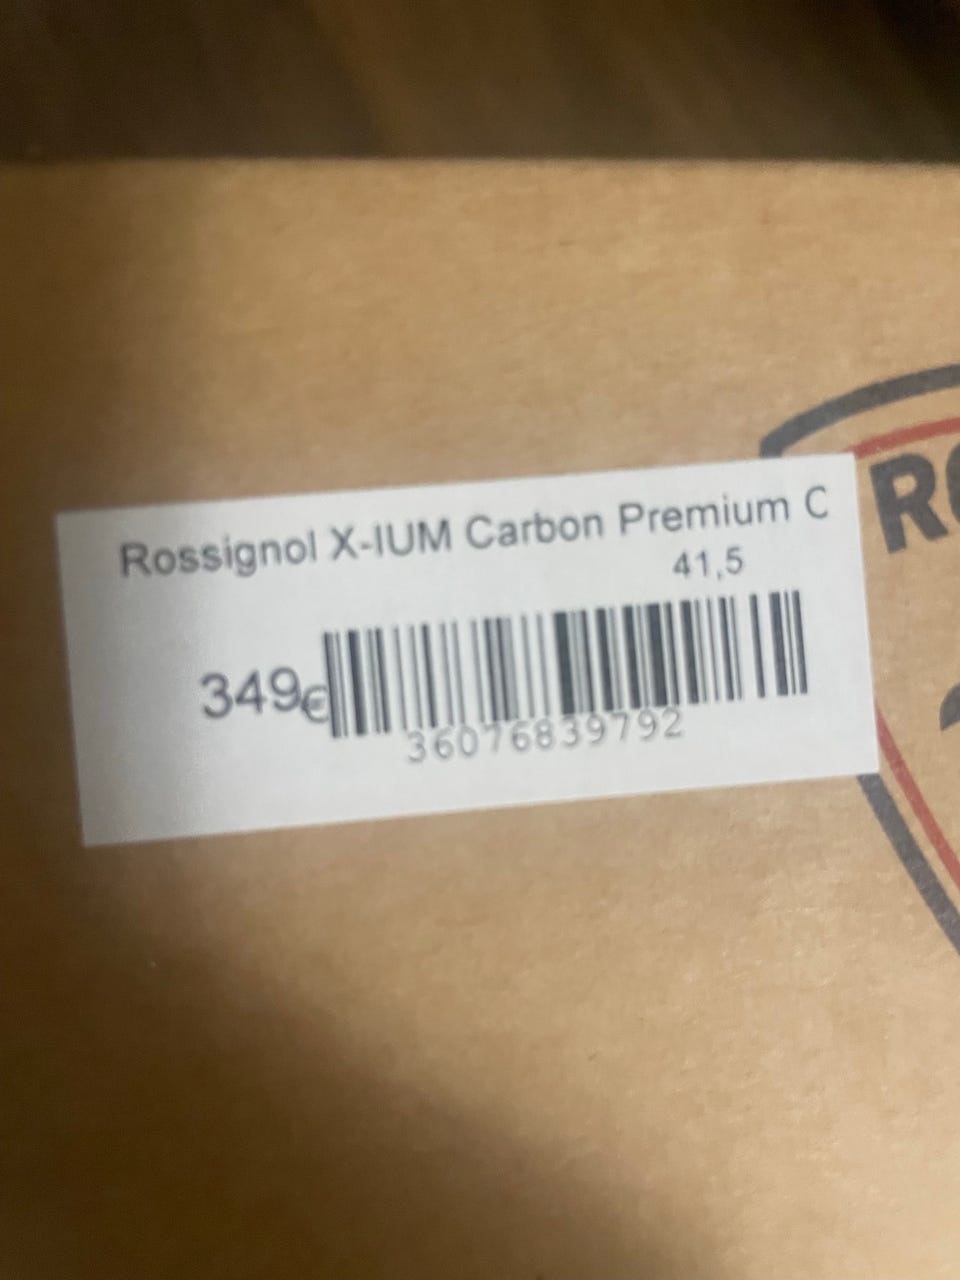 Rossignol X-IUM Carbon Premium C
41,5
349€
36076839792